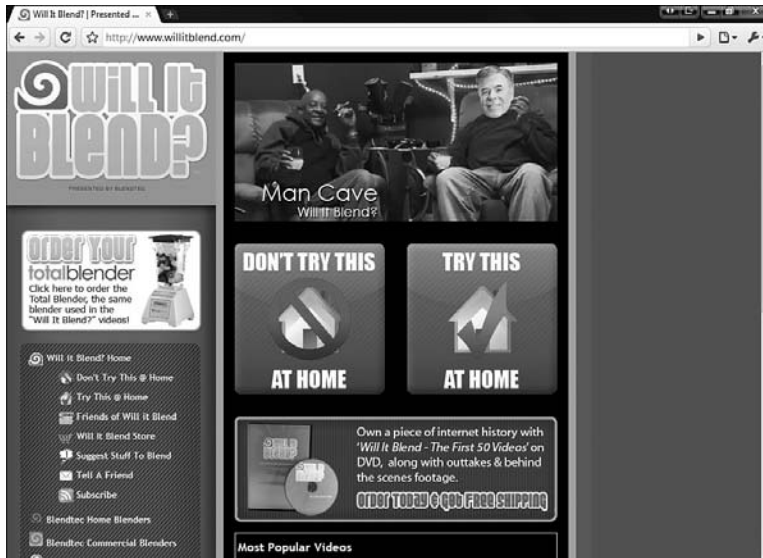 Will It Blend? | Presented ...
http://www.willitblend.com/
WiLL IT
BLEND?
PRESENTED BY BLENDTEC
ORDER YOUR
totalblender
Click here to order the
Total Blender, the same
blender used in the
"Will It Blend?" videos!
Will It Blend? Home
Don't Try This @ Home
Try This @ Home
Friends of Will it Blend
Will It Blend Store
Suggest Stuff To Blend
Tell A Friend
Subscribe
Blendtec Home Blenders
Blendtec Commercial Blenders
Man Cave
Will It Blend?
DON'T TRY THIS
AT HOME
TRY THIS
AT HOME
WILL IT
BLEND?
Own a piece of internet history with
'Will It Blend - The First 50 Videos' on
DVD, along with outtakes & behind
the scenes footage.
ORDER TODAY & GET FREE SHIPPING
Most Popular Videos